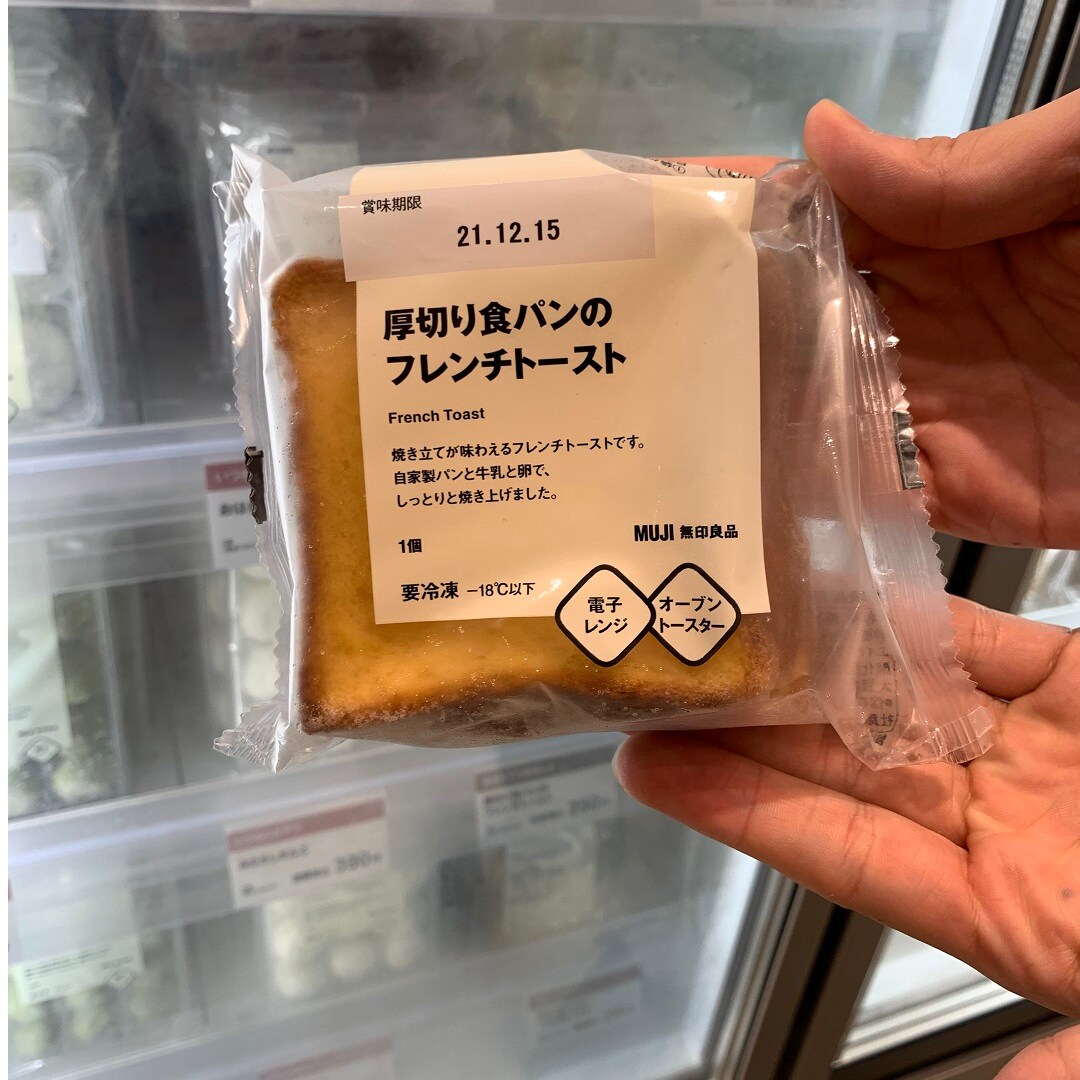 賞味期限
21.12.15
厚切り食パンの
フレンチトースト
French Toast
焼き立てが味わえるフレンチトーストです。
自家製パンと牛乳と卵で、
しっとりと焼き上げました。
1個
MUJI 無印良品
要冷凍 −18℃以下
電子
レンジ
オーブン
トースター
390